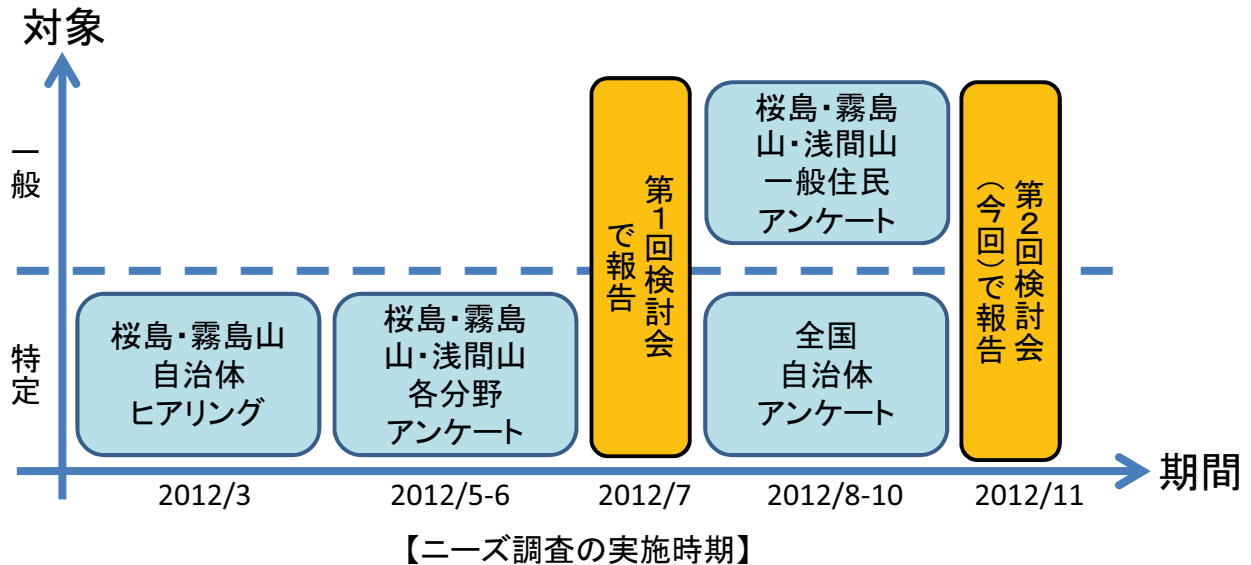 対象
一般
特定
桜島・霧島山
自治体
ヒアリング
桜島・霧島
山・浅間山
各分野
アンケート
第1回検討会
で報告
桜島・霧島
山・浅間山
一般住民
アンケート
全国
自治体
アンケート
第2回検討会
(今回)で報告
期間
2012/3
2012/5-6
2012/7
2012/8-10
2012/11
【ニーズ調査の実施時期】